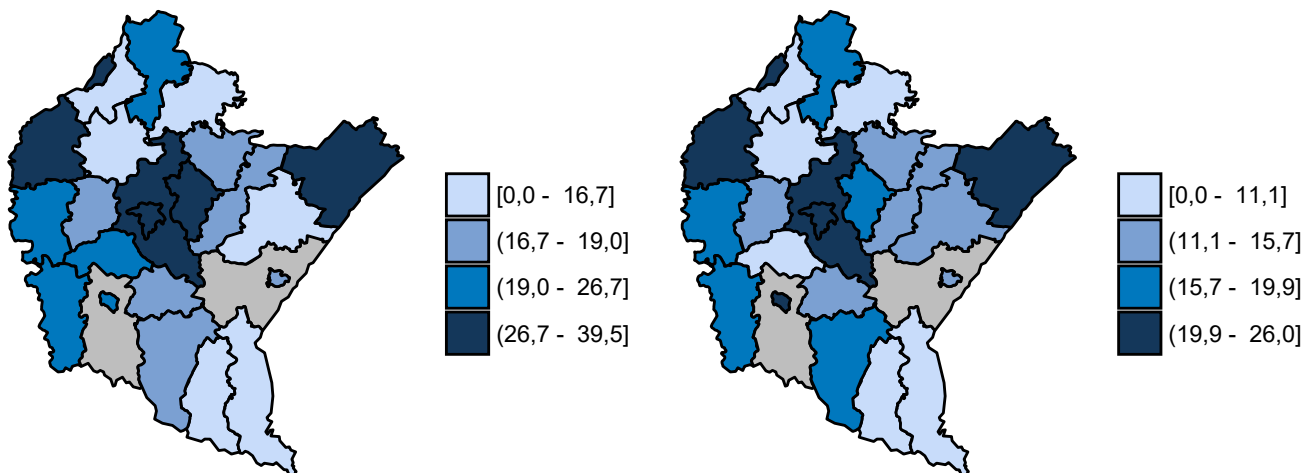 [0,0 - 16,7]
(16,7 - 19,0]
(19,0 - 26,7]
(26,7 - 39,5]
[0,0 - 11,1]
(11,1 - 15,7]
(15,7 - 19,9]
(19,9 - 26,0]